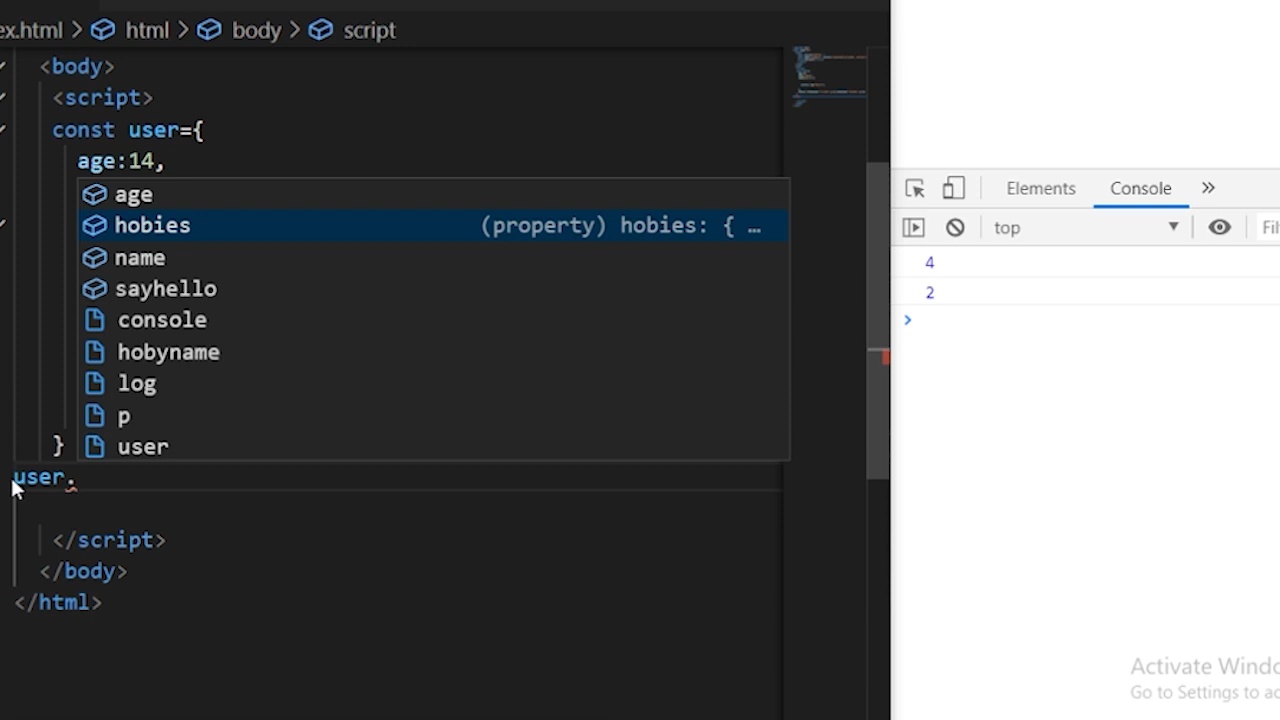 ex.html > html > body > script
<body>
<script>
const user={
age:14,
age
hobies (property) hobies: { …
name
sayhello
console
hobyname
log
p
user
}
user.
</script>
</body>
</html>
Elements Console »
top
4
2
>
Activate Windo
Go to Settings to ac